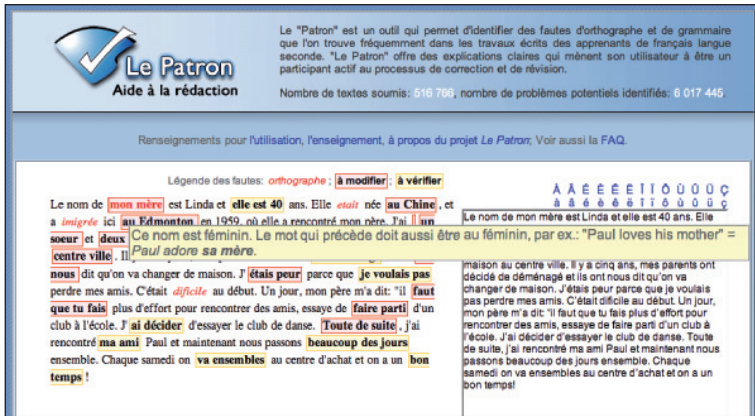 Le Patron
Aide à la rédaction
Le "Patron" est un outil qui permet d'identifier des fautes d'orthographe et de grammaire
que l'on trouve fréquemment dans les travaux écrits des apprenants de français langue
seconde. "Le Patron" offre des explications claires qui mènent son utilisateur à être un
participant actif au processus de correction et de révision.
Nombre de textes soumis: 516 766, nombre de problèmes potentiels identifiés: 6 017 445.
Renseignements pour l'utilisation, l'enseignement, à propos du projet Le Patron; Voir aussi la FAQ.
Légende des fautes: orthographe ; à modifier ; à vérifier
Le nom de mon mère est Linda et elle est 40 ans. Elle etait née au Chine , et
a imigrée ici au Edmonton en 1959, où elle a rencontré mon père. J'ai un
soeur et deux
centre ville . Il
nous dit qu'on va changer de maison. J' étais peur parce que je voulais pas
perdre mes amis. C'était dificile au début. Un jour, mon père m'a dit: "il faut
que tu fais plus d'effort pour rencontrer des amis, essaye de faire parti d'un
club à l'école. J' ai décider d'essayer le club de danse. Toute de suite , j'ai
rencontré ma ami Paul et maintenant nous passons beaucoup des jours
ensemble. Chaque samedi on va ensembles au centre d'achat et on a un bon
temps !
Ce nom est féminin. Le mot qui précède doit aussi être au féminin, par ex.: "Paul loves his mother" =
Paul adore sa mère.
À Â É È Ê Ë Î Ï Ô Ù Û Ü Ç
à â é è ê ë î ï ô ù û ü ç
Le nom de mon mère est Linda et elle est 40 ans. Elle
maison au centre ville. Il y a cinq ans, mes parents ont
décidé de déménagé et ils ont nous dit qu'on va
changer de maison. J'étais peur parce que je voulais
pas perdre mes amis. C'était dificile au début. Un jour,
mon père m'a dit: "il faut que tu fais plus d'effort pour
rencontrer des amis, essaye de faire parti d'un club à
l'école. J'ai décider d'essayer le club de danse. Toute
de suite, j'ai rencontré ma ami Paul et maintenant nous
passons beaucoup des jours ensemble. Chaque
samedi on va ensembles au centre d'achat et on a un
bon temps!